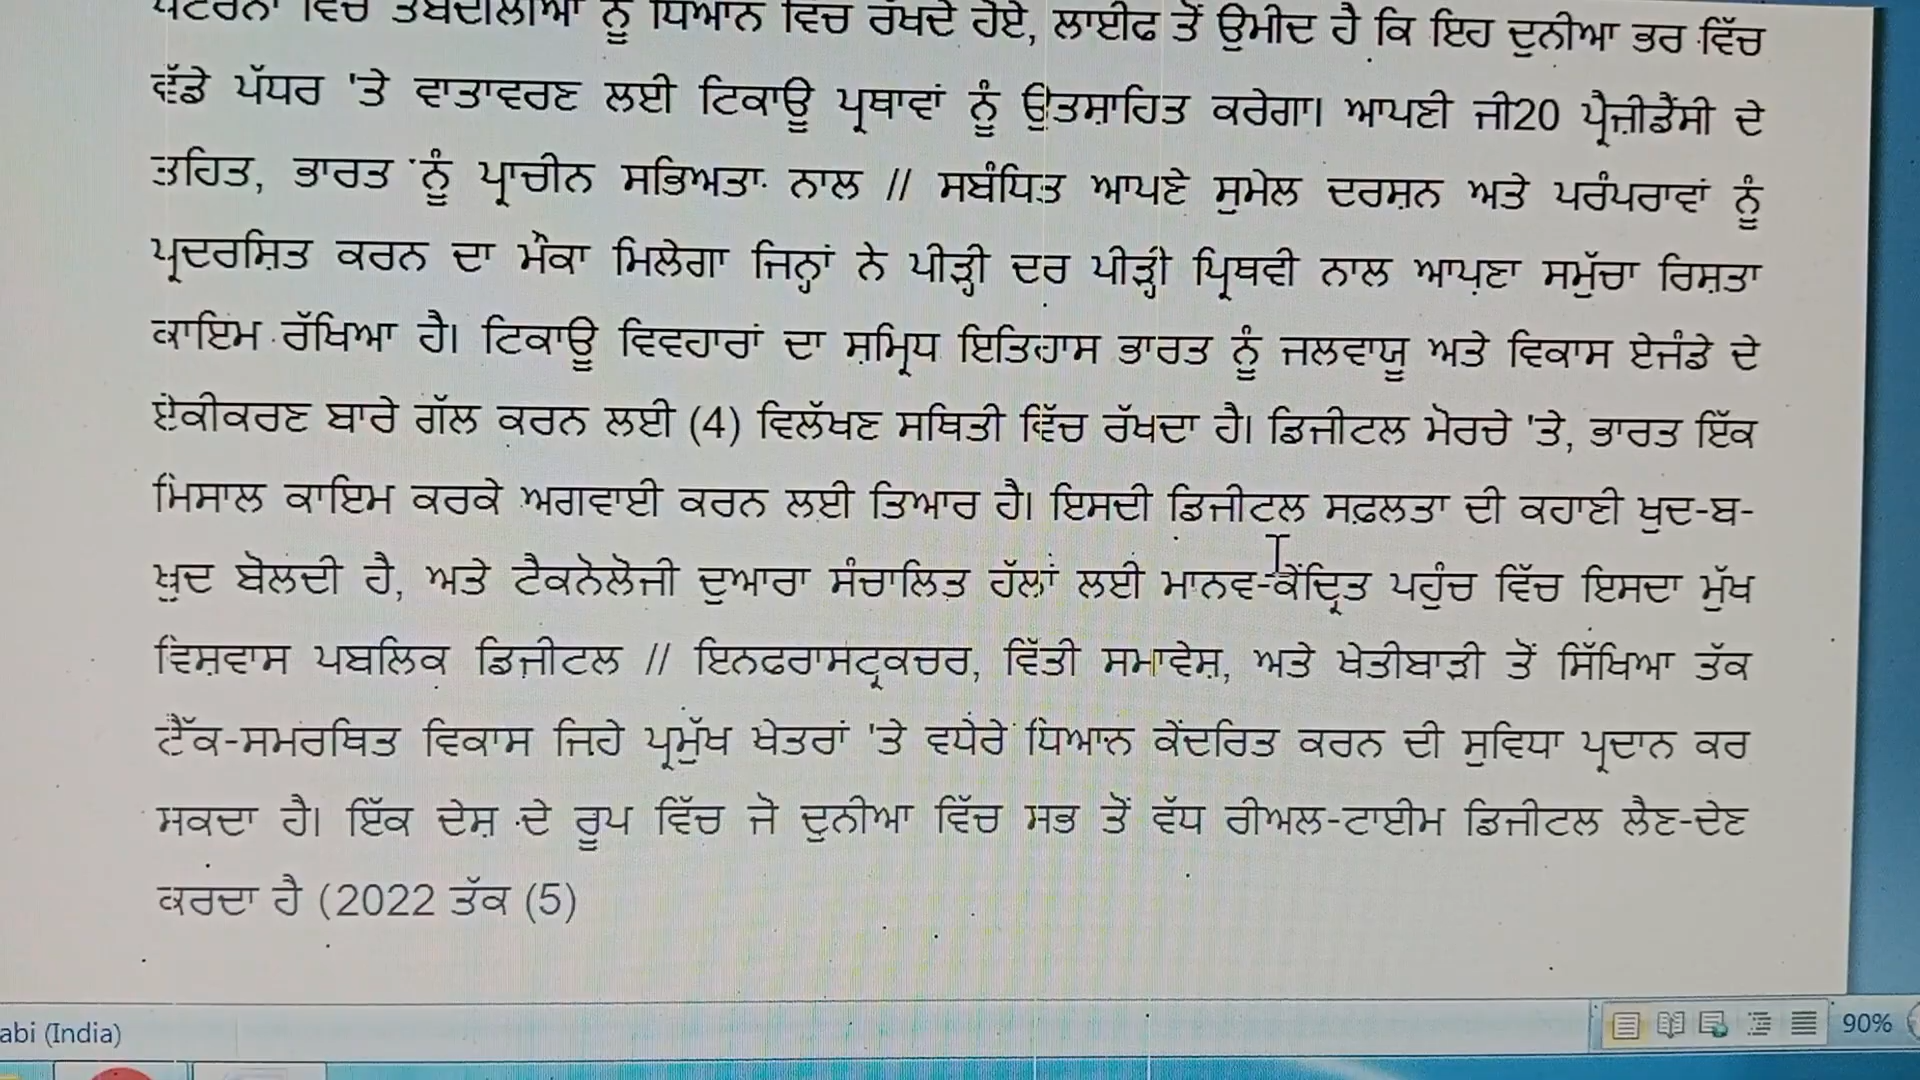 ਪੈਟਰਨਾਂ ਵਿੱਚ ਤਬਦੀਲੀਆਂ ਨੂੰ ਧਿਆਨ ਵਿੱਚ ਰੱਖਦੇ ਹੋਏ, ਲਾਈਫ ਤੋਂ ਉਮੀਦ ਹੈ ਕਿ ਇਹ ਦੁਨੀਆ ਭਰ ਵਿੱਚ
ਵੱਡੇ ਪੱਧਰ 'ਤੇ ਵਾਤਾਵਰਣ ਲਈ ਟਿਕਾਊ ਪ੍ਰਥਾਵਾਂ ਨੂੰ ਉਤਸ਼ਾਹਿਤ ਕਰੇਗਾ। ਆਪਣੀ ਜੀ20 ਪ੍ਰੈਜ਼ੀਡੈਂਸੀ ਦੇ
ਤਹਿਤ, ਭਾਰਤ ਨੂੰ ਪ੍ਰਾਚੀਨ ਸਭਿਅਤਾ ਨਾਲ // ਸਬੰਧਿਤ ਆਪਣੇ ਸੁਮੇਲ ਦਰਸ਼ਨ ਅਤੇ ਪਰੰਪਰਾਵਾਂ ਨੂੰ
ਪ੍ਰਦਰਸ਼ਿਤ ਕਰਨ ਦਾ ਮੌਕਾ ਮਿਲੇਗਾ ਜਿਨ੍ਹਾਂ ਨੇ ਪੀੜ੍ਹੀ ਦਰ ਪੀੜ੍ਹੀ ਪ੍ਰਿਥਵੀ ਨਾਲ ਆਪਣਾ ਸਮੁੱਚਾ ਰਿਸ਼ਤਾ
ਕਾਇਮ ਰੱਖਿਆ ਹੈ। ਟਿਕਾਊ ਵਿਵਹਾਰਾਂ ਦਾ ਸ਼ਮ੍ਰਿਧ ਇਤਿਹਾਸ ਭਾਰਤ ਨੂੰ ਜਲਵਾਯੂ ਅਤੇ ਵਿਕਾਸ ਏਜੰਡੇ ਦੇ
ਏਕੀਕਰਣ ਬਾਰੇ ਗੱਲ ਕਰਨ ਲਈ (4) ਵਿਲੱਖਣ ਸਥਿਤੀ ਵਿੱਚ ਰੱਖਦਾ ਹੈ। ਡਿਜੀਟਲ ਮੋਰਚੇ 'ਤੇ, ਭਾਰਤ ਇੱਕ
ਮਿਸਾਲ ਕਾਇਮ ਕਰਕੇ ਅਗਵਾਈ ਕਰਨ ਲਈ ਤਿਆਰ ਹੈ। ਇਸਦੀ ਡਿਜੀਟਲ ਸਫ਼ਲਤਾ ਦੀ ਕਹਾਣੀ ਖੁਦ-ਬ-
ਖੁਦ ਬੋਲਦੀ ਹੈ, ਅਤੇ ਟੈਕਨੋਲੋਜੀ ਦੁਆਰਾ ਸੰਚਾਲਿਤ ਹੱਲਾਂ ਲਈ ਮਾਨਵ-ਕੇਂਦ੍ਰਿਤ ਪਹੁੰਚ ਵਿੱਚ ਇਸਦਾ ਮੁੱਖ
ਵਿਸ਼ਵਾਸ ਪਬਲਿਕ ਡਿਜੀਟਲ // ਇਨਫਰਾਸਟ੍ਰਕਚਰ, ਵਿੱਤੀ ਸਮਾਵੇਸ਼, ਅਤੇ ਖੇਤੀਬਾੜੀ ਤੋਂ ਸਿੱਖਿਆ ਤੱਕ
ਟੈੱਕ-ਸਮਰਥਿਤ ਵਿਕਾਸ ਜਿਹੇ ਪ੍ਰਮੁੱਖ ਖੇਤਰਾਂ 'ਤੇ ਵਧੇਰੇ ਧਿਆਨ ਕੇਂਦਰਿਤ ਕਰਨ ਦੀ ਸੁਵਿਧਾ ਪ੍ਰਦਾਨ ਕਰ
ਸਕਦਾ ਹੈ। ਇੱਕ ਦੇਸ਼ ਦੇ ਰੂਪ ਵਿੱਚ ਜੋ ਦੁਨੀਆ ਵਿੱਚ ਸਭ ਤੋਂ ਵੱਧ ਰੀਅਲ-ਟਾਈਮ ਡਿਜੀਟਲ ਲੈਣ-ਦੇਣ
ਕਰਦਾ ਹੈ (2022 ਤੱਕ (5)
abi (India)
90%